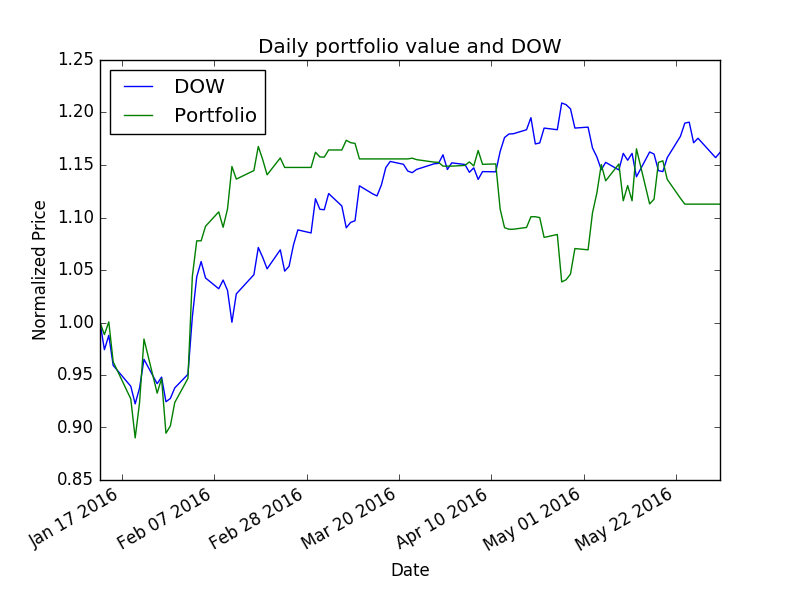 Daily portfolio value and DOW
DOW
Portfolio
1.25
1.20
1.15
1.10
1.05
1.00
0.95
0.90
0.85
Normalized Price
Jan 17 2016
Feb 07 2016
Feb 28 2016
Mar 20 2016
Apr 10 2016
May 01 2016
May 22 2016
Date